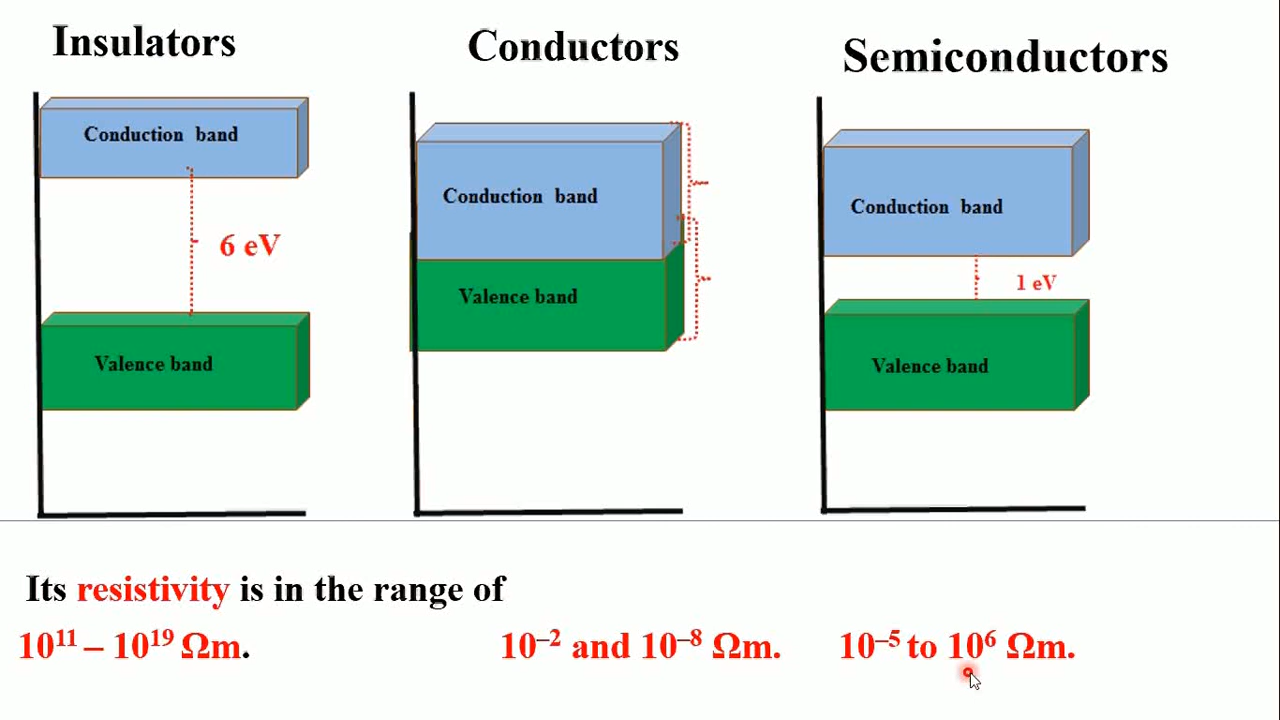 Insulators
Conduction band
6 eV
Valence band
Conductors
Conduction band
Valence band
Semiconductors
Conduction band
1 eV
Valence band
Its resistivity is in the range of
10¹¹ – 10¹⁹ Ωm.
10⁻² and 10⁻⁸ Ωm.
10⁻⁵ to 10⁶ Ωm.